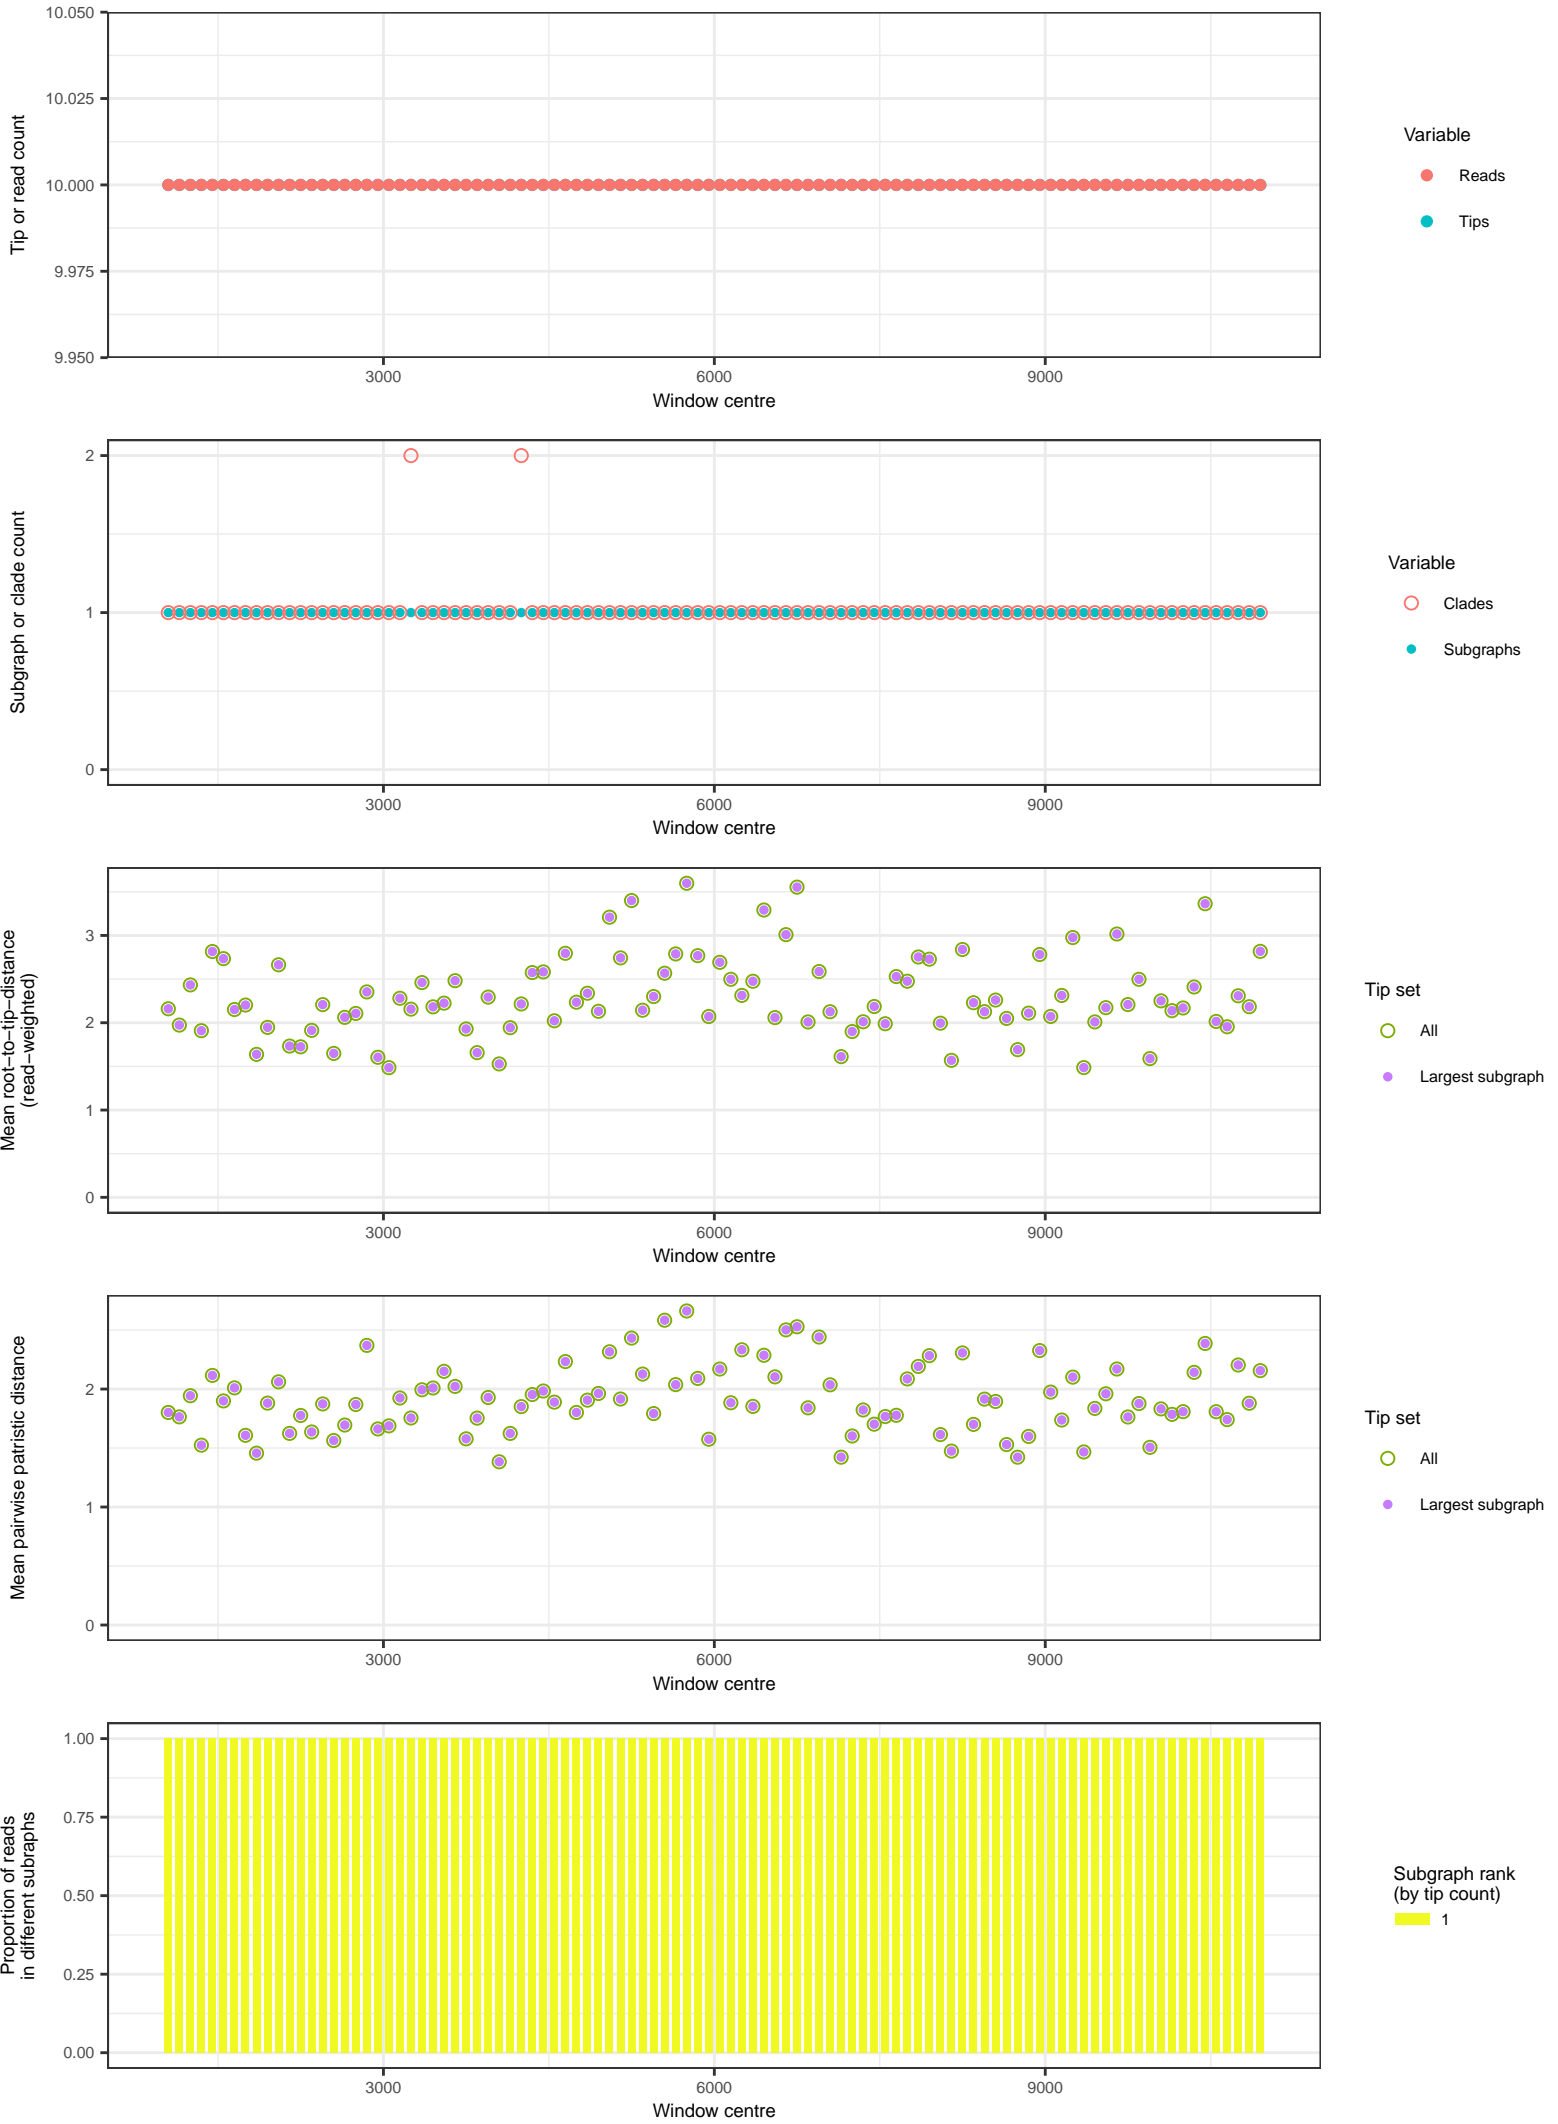 10.050
10.025
10.000
9.975
9.950
Tip or read count
3000
6000
9000
Window centre
Variable
Reads
Tips
2
1
0
Subgraph or clade count
3000
6000
9000
Window centre
Variable
Clades
Subgraphs
3
2
1
0
Mean root−to−tip−distance
(read−weighted)
3000
6000
9000
Window centre
Tip set
All
Largest subgraph
2
1
0
Mean pairwise patristic distance
3000
6000
9000
Window centre
Tip set
All
Largest subgraph
1.00
0.75
0.50
0.25
0.00
Proportion of reads
in different subraphs
3000
6000
9000
Window centre
Subgraph rank
(by tip count)
1